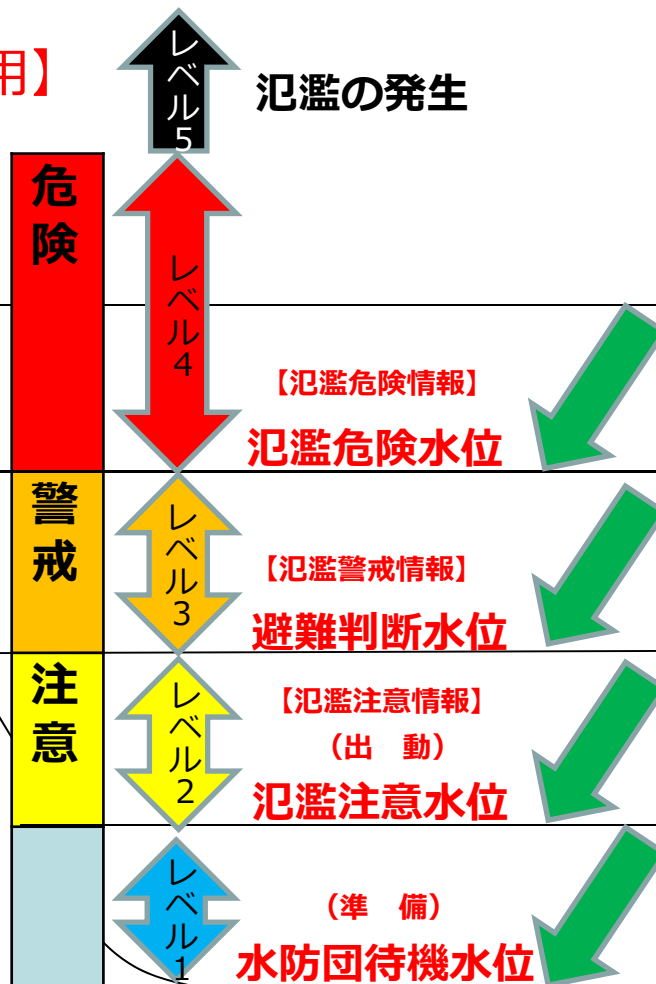 用】
レベル5
氾濫の発生
危険
レベル4
【氾濫危険情報】
氾濫危険水位
警戒
レベル3
【氾濫警戒情報】
避難判断水位
注意
レベル2
【氾濫注意情報】
（出　動）
氾濫注意水位
レベル1
（準　備）
水防団待機水位